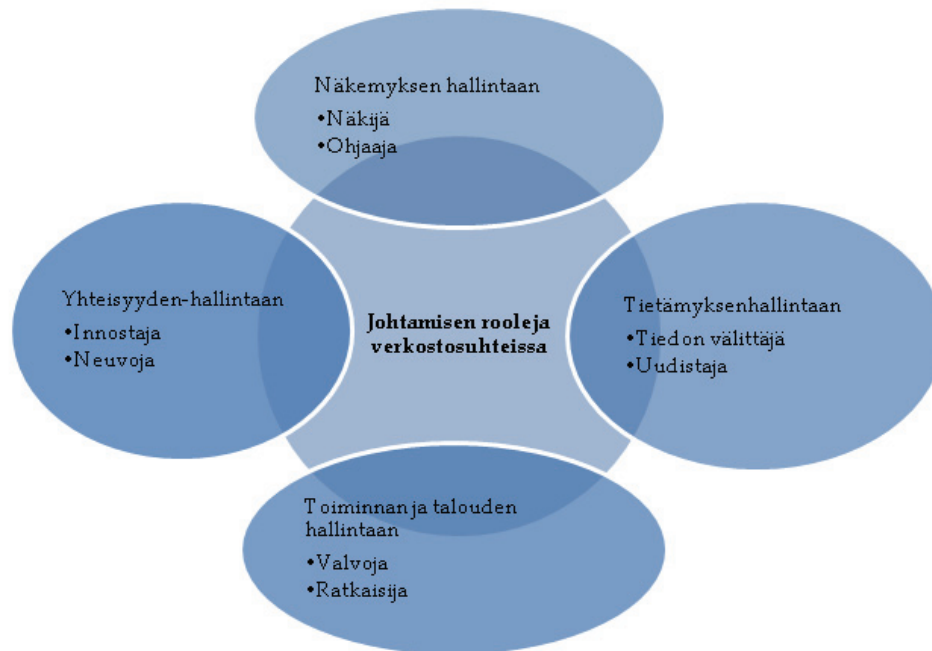 Näkemyksen hallintaan
•Näkijä
•Ohjaaja
Yhteisyyden-hallintaan
•Innostaja
•Neuvoja
Johtamisen rooleja
verkostosuhteissa
Tietämyksenhallintaan
•Tiedon välittäjä
•Uudistaja
Toiminnan ja talouden
hallintaan
•Valvoja
•Ratkaisija